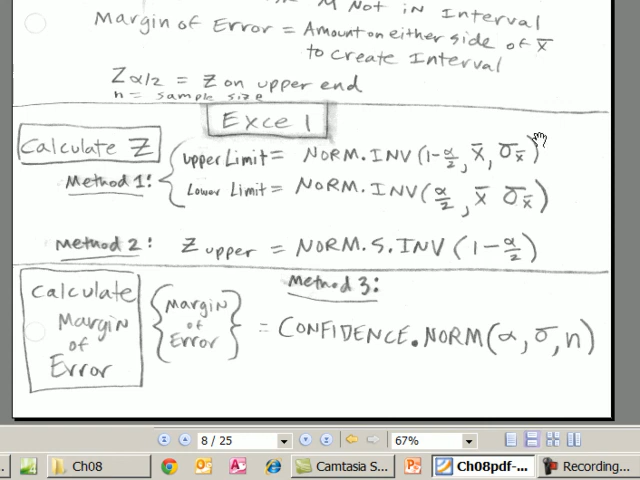 M Not in Interval
Margin of Error = Amount on either side of x̄
to Create Interval
Zα/2 = Z on upper end
n = sample size
Excel
Calculate Z
Method 1:
Upper Limit = NORM.INV(1-α/2, x̄, σx̄)
Lower Limit = NORM.INV(α/2, x̄ σx̄)
Method 2: Z upper = NORM.S.INV(1-α/2)
Method 3:
Calculate
Margin
of
Error
Margin
of
Error
= CONFIDENCE.NORM(α, σ, n)
8 / 25
67%
Ch08
Camtasia S...
Ch08pdf-...
Recording...